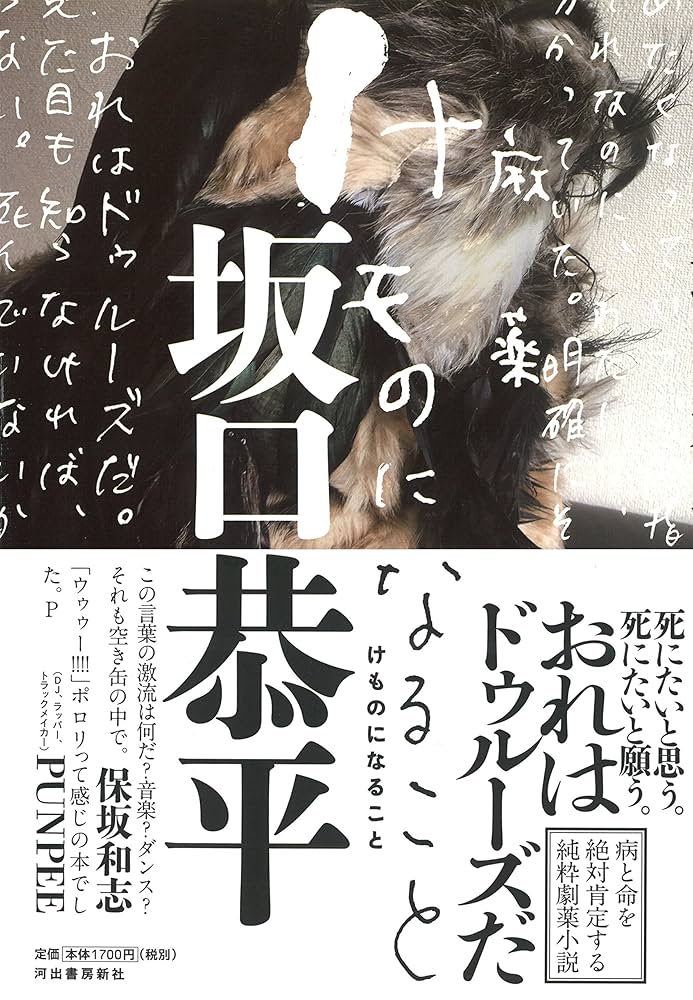 かっていた。明確にそ
麻薬
けものになること
おれはドゥルーズだ。
えた目も知らなければ、
ない。死んでいないか
坂口恭平
死にたいと思う。
死にたいと願う。
おれは
ドゥルーズだ
病と命を
絶対肯定する
純粋劇薬小説
けものになること
この言葉の激流は何だ?音楽?ダンス?
それも空き缶の中で。
保坂和志
「ウゥゥー!!!!」ポロリって感じの本でし
た。P
(DJ、ラッパー、
トラックメイカー)
PUNPEE
定価 本体1700円(税別)
河出書房新社